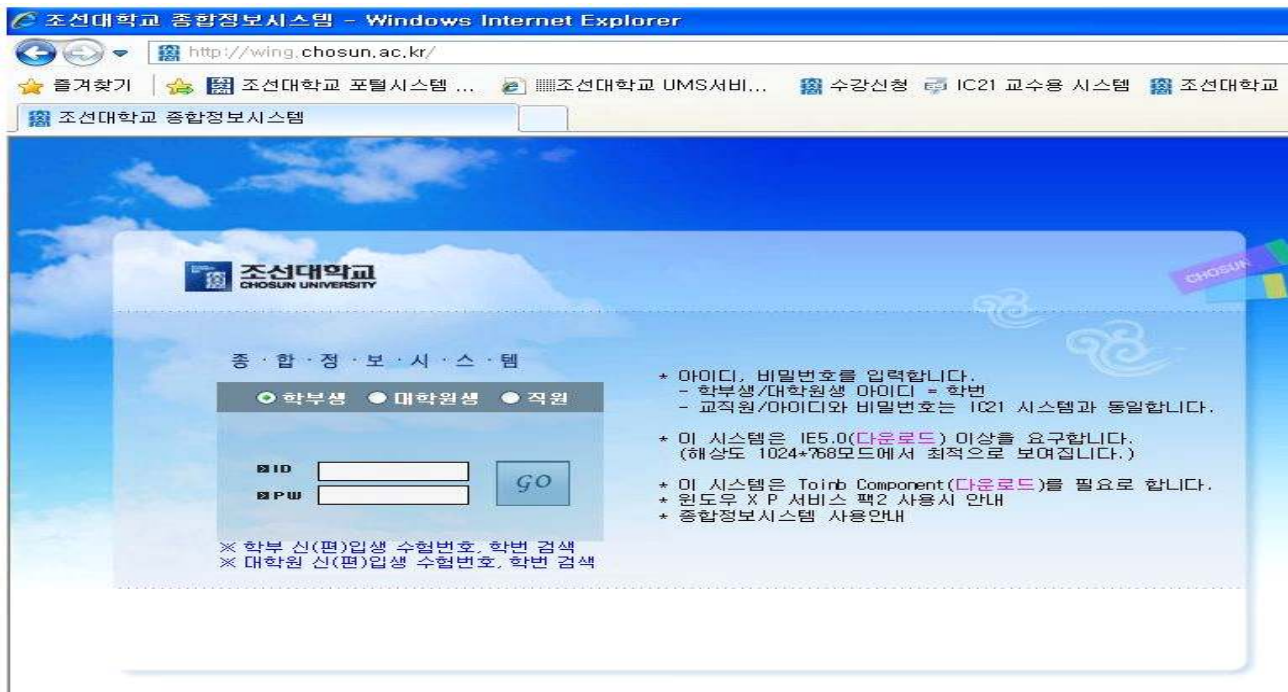 조선대학교 종합정보시스템 - Windows Internet Explorer
http://wing.chosun.ac.kr/
즐겨찾기 조선대학교 포털시스템 ... 조선대학교 UMS서비... 수강신청 IC21 교수용 시스템 조선대학교
조선대학교 종합정보시스템
조선대학교
CHOSUN UNIVERSITY
CHOSUN
종·합·정·보·시·스·템
학부생 대학원생 직원
ID
PW
GO
※ 학부 신(편)입생 수험번호, 학번 검색
※ 대학원 신(편)입생 수험번호, 학번 검색
* 아이디, 비밀번호를 입력합니다.
- 학부생/대학원생 아이디 = 학번
- 교직원/아이디와 비밀번호는 IC21 시스템과 동일합니다.
* 이 시스템은 IE5.0(다운로드) 이상을 요구합니다.
(해상도 1024*768모드에서 최적으로 보여집니다.)
* 이 시스템은 Toinb Component(다운로드)를 필요로 합니다.
* 윈도우 X P 서비스 팩2 사용시 안내
* 종합정보시스템 사용안내